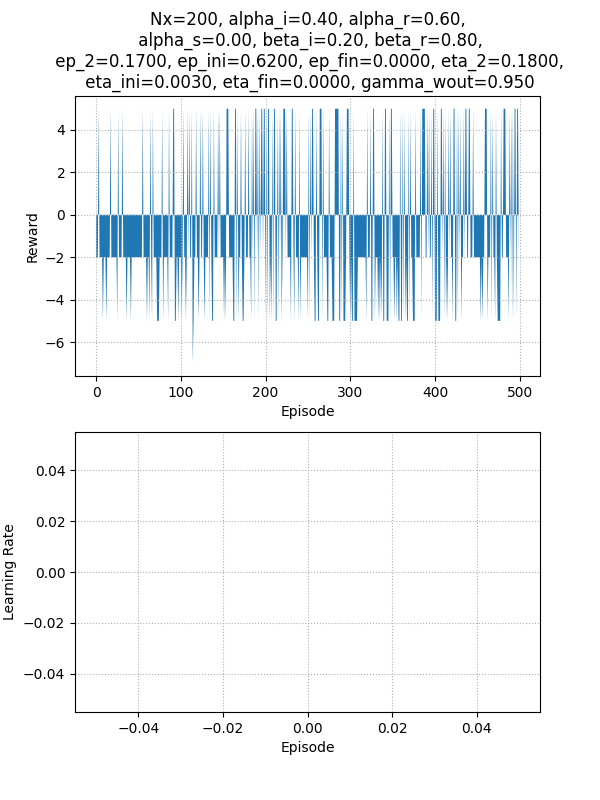 Nx=200, alpha_i=0.40, alpha_r=0.60,
alpha_s=0.00, beta_i=0.20, beta_r=0.80,
ep_2=0.1700, ep_ini=0.6200, ep_fin=0.0000, eta_2=0.1800,
eta_ini=0.0030, eta_fin=0.0000, gamma_wout=0.950
4
2
0
−2
−4
−6
Reward
0 100 200 300 400 500
Episode
0.04
0.02
0.00
−0.02
−0.04
Learning Rate
−0.04 −0.02 0.00 0.02 0.04
Episode